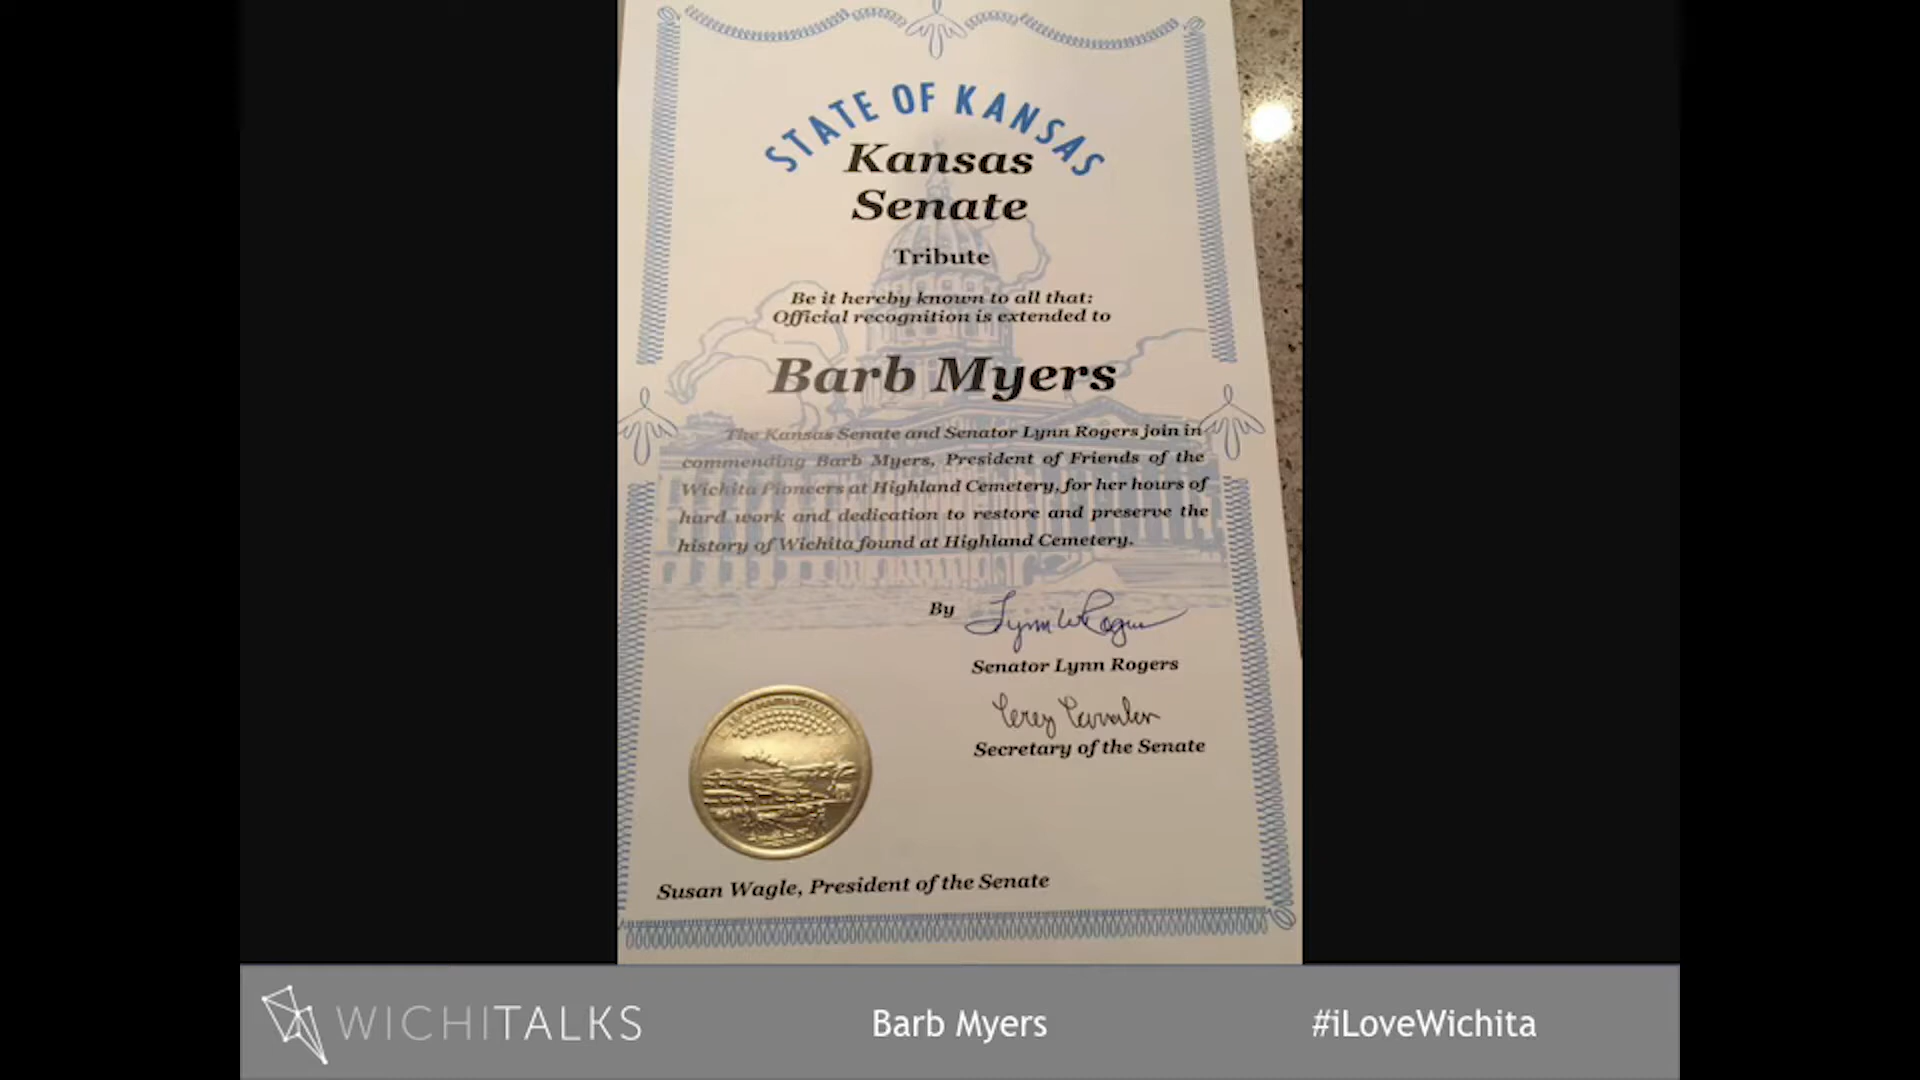 STATE OF KANSAS
Kansas
Senate
Tribute
Be it hereby known to all that:
Official recognition is extended to
Barb Myers
The Kansas Senate and Senator Lynn Rogers join in
commending Barb Myers, President of Friends of the
Wichita Pioneers at Highland Cemetery, for her hours of
hard work and dedication to restore and preserve the
history of Wichita found at Highland Cemetery.
By Lynn W Rogers
Senator Lynn Rogers
Secretary of the Senate
Susan Wagle, President of the Senate
WICHITALKS
Barb Myers
#iLoveWichita